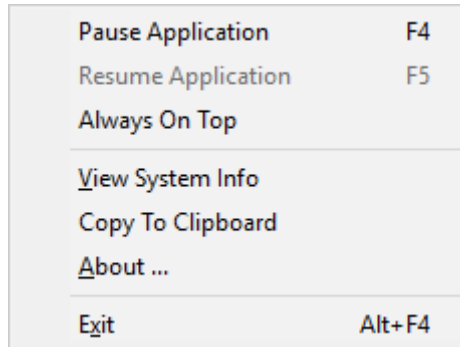 Pause Application F4
Resume Application F5
Always On Top
View System Info
Copy To Clipboard
About ...
Exit Alt+F4